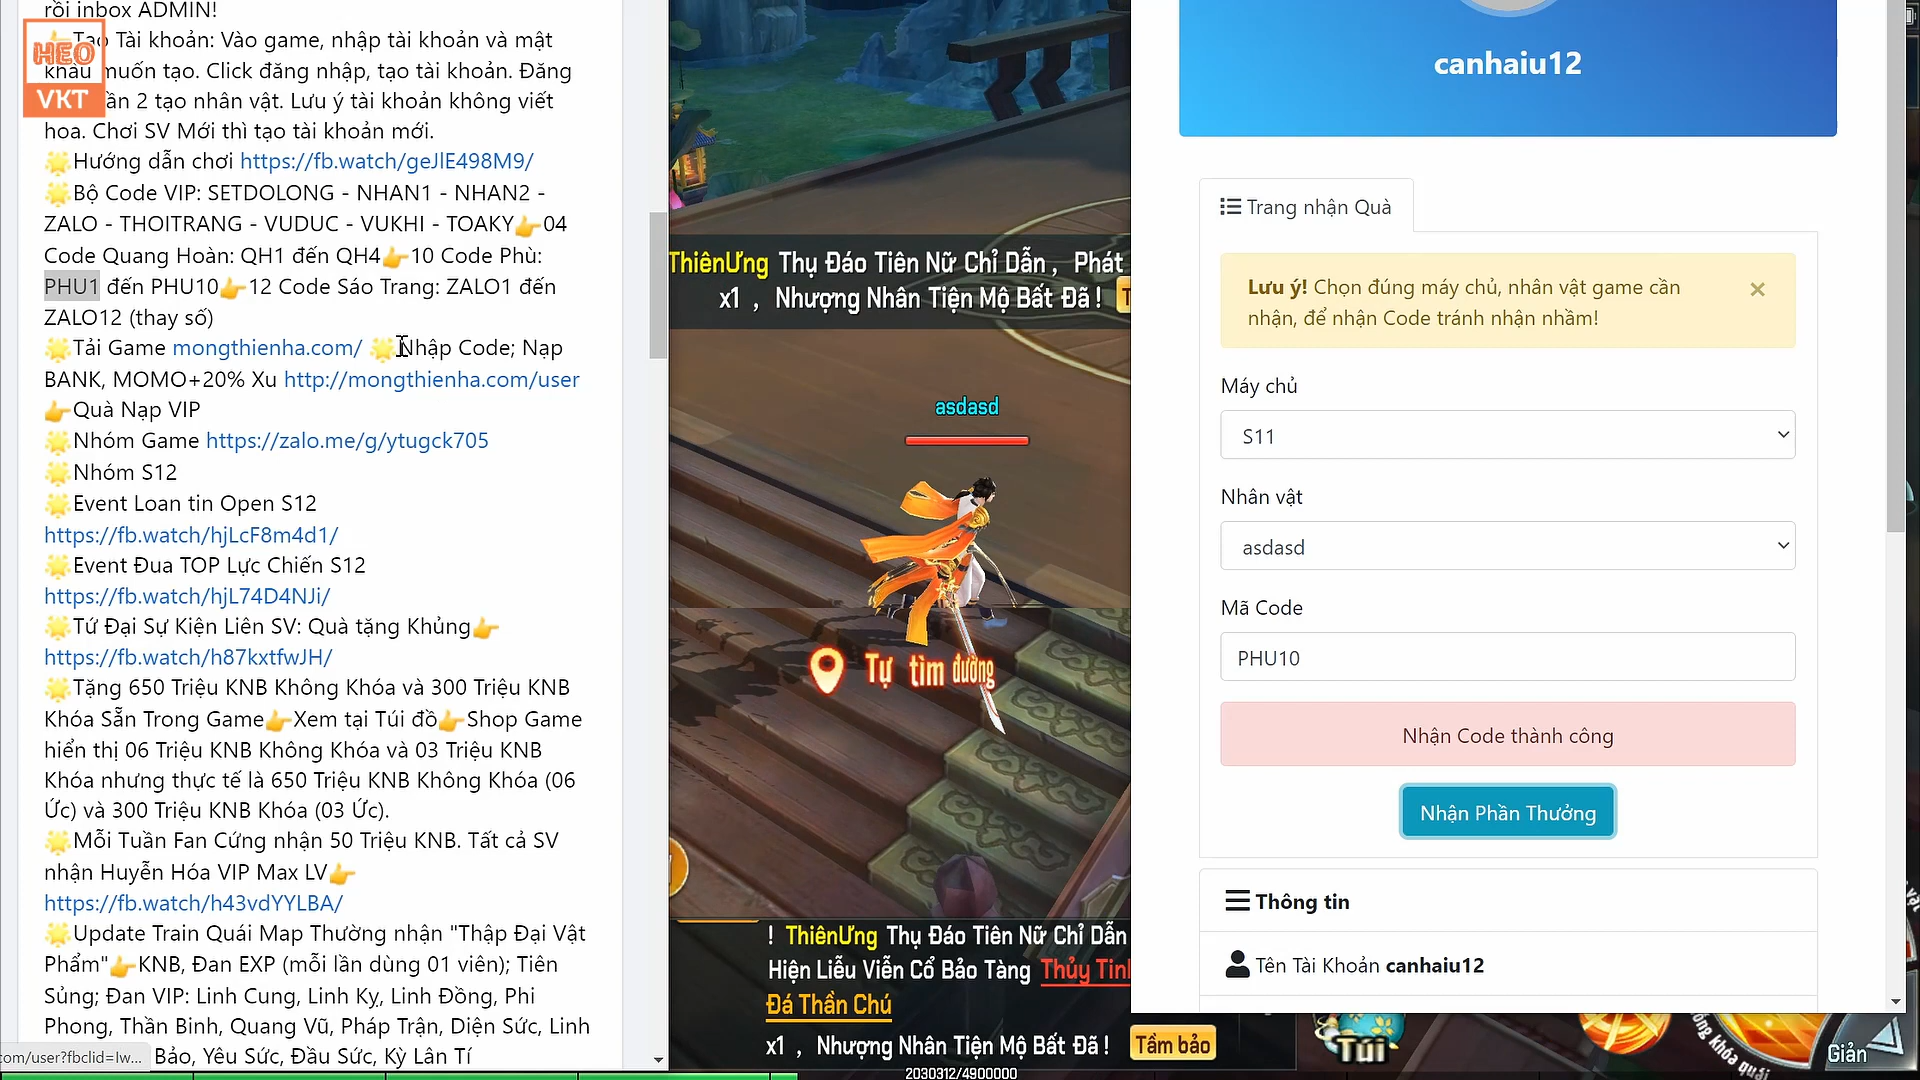 rồi inbox ADMIN!
Tạo Tài khoản: Vào game, nhập tài khoản và mật
khẩu muốn tạo. Click đăng nhập, tạo tài khoản. Đăng
lần 2 tạo nhân vật. Lưu ý tài khoản không viết
hoa. Chơi SV Mới thì tạo tài khoản mới.
HEO
VKT
🌟Hướng dẫn chơi https://fb.watch/geJlE498M9/
🌟Bộ Code VIP: SETDOLONG - NHAN1 - NHAN2 -
ZALO - THOITRANG - VUDUC - VUKHI - TOAKY👉04
Code Quang Hoàn: QH1 đến QH4👉10 Code Phù:
PHU1 đến PHU10👉12 Code Sáo Trang: ZALO1 đến
ZALO12 (thay số)
🌟Tải Game mongthienha.com/ 🌟Nhập Code; Nạp
BANK, MOMO+20% Xu http://mongthienha.com/user
👉Quà Nạp VIP
🌟Nhóm Game https://zalo.me/g/ytugck705
🌟Nhóm S12
🌟Event Loan tin Open S12
https://fb.watch/hjLcF8m4d1/
🌟Event Đua TOP Lực Chiến S12
https://fb.watch/hjL74D4NJi/
🌟Tứ Đại Sự Kiện Liên SV: Quà tặng Khủng👉
https://fb.watch/h87kxtfwJH/
🌟Tặng 650 Triệu KNB Không Khóa và 300 Triệu KNB
Khóa Sẵn Trong Game👉Xem tại Túi đồ👉Shop Game
hiển thị 06 Triệu KNB Không Khóa và 03 Triệu KNB
Khóa nhưng thực tế là 650 Triệu KNB Không Khóa (06
Ức) và 300 Triệu KNB Khóa (03 Ức).
🌟Mỗi Tuần Fan Cứng nhận 50 Triệu KNB. Tất cả SV
nhận Huyễn Hóa VIP Max LV👉
https://fb.watch/h43vdYYLBA/
🌟Update Train Quái Map Thường nhận "Thập Đại Vật
Phẩm"👉KNB, Đan EXP (mỗi lần dùng 01 viên); Tiên
Sủng; Đan VIP: Linh Cung, Linh Kỵ, Linh Đồng, Phi
Phong, Thần Binh, Quang Vũ, Pháp Trận, Diện Sức, Linh
Bảo, Yêu Sức, Đầu Sức, Kỳ Lân Tí
com/user?fbclid=Iw...
ThiênƯng Thụ Đáo Tiên Nữ Chỉ Dẫn , Phát
x1 , Nhượng Nhân Tiện Mộ Bất Đã !
asdasd
Tự tìm đường
! ThiênƯng Thụ Đáo Tiên Nữ Chỉ Dẫn
Hiện Liễu Viễn Cổ Bảo Tàng Thủy Tinh
Đá Thần Chú
x1 , Nhượng Nhân Tiện Mộ Bất Đã ! Tầm bảo
2030312/4900000
canhaiu12
Trang nhận Quà
Lưu ý! Chọn đúng máy chủ, nhân vật game cần
nhận, để nhận Code tránh nhận nhầm!
×
Máy chủ
S11
Nhân vật
asdasd
Mã Code
PHU10
Nhận Code thành công
Nhận Phần Thưởng
Thông tin
Tên Tài Khoản canhaiu12
Túi
khóa quái
Giản